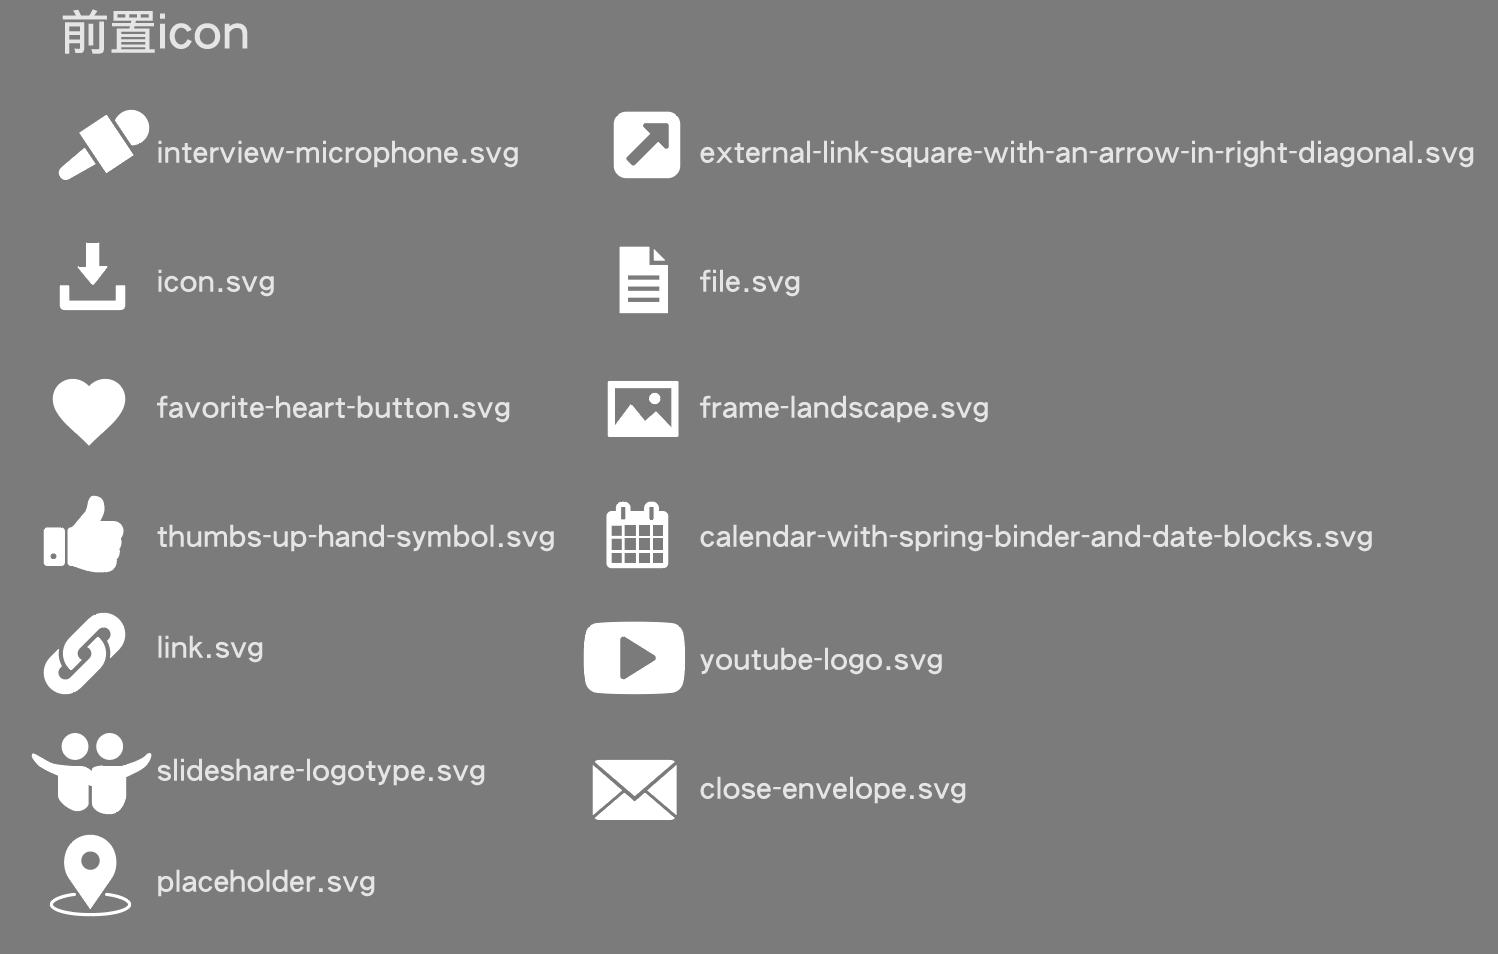 前置icon
interview-microphone.svg
external-link-square-with-an-arrow-in-right-diagonal.svg
icon.svg
file.svg
favorite-heart-button.svg
frame-landscape.svg
thumbs-up-hand-symbol.svg
calendar-with-spring-binder-and-date-blocks.svg
link.svg
youtube-logo.svg
slideshare-logotype.svg
close-envelope.svg
placeholder.svg